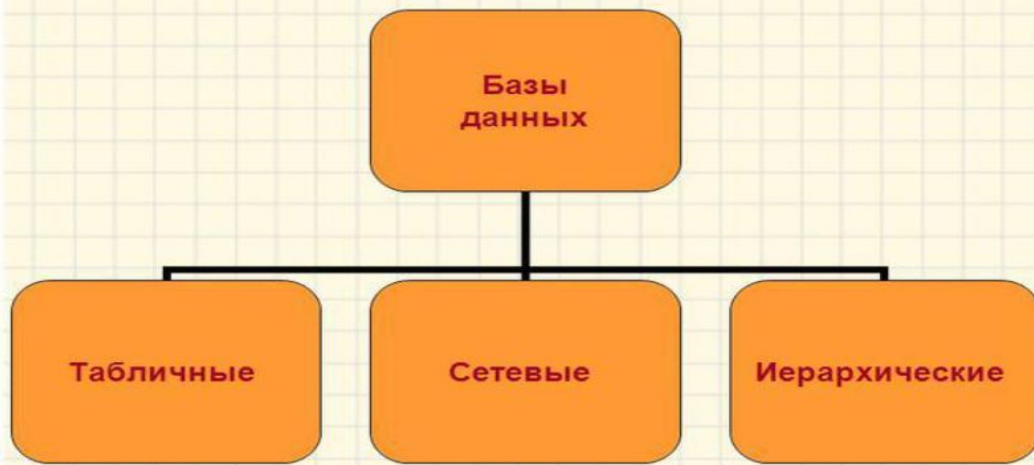 Базы
данных
Табличные
Сетевые
Иерархические